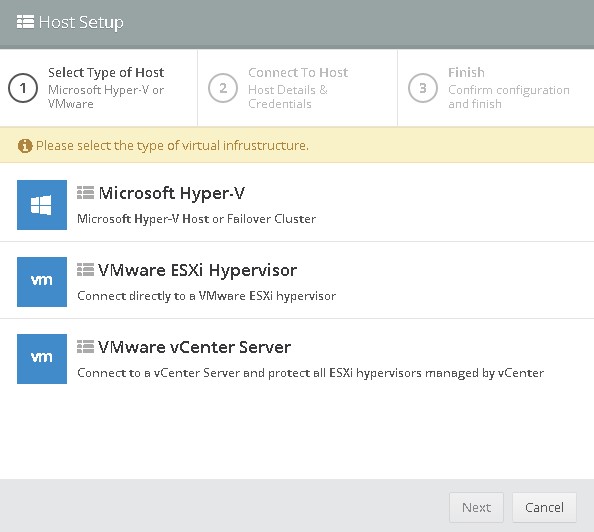 Host Setup
1
Select Type of Host
Microsoft Hyper-V or
VMware
2
Connect To Host
Host Details &
Credentials
3
Finish
Confirm configuration
and finish
Please select the type of virtual infrustructure.
Microsoft Hyper-V
Microsoft Hyper-V Host or Failover Cluster
vm
VMware ESXi Hypervisor
Connect directly to a VMware ESXi hypervisor
vm
VMware vCenter Server
Connect to a vCenter Server and protect all ESXi hypervisors managed by vCenter
Next
Cancel